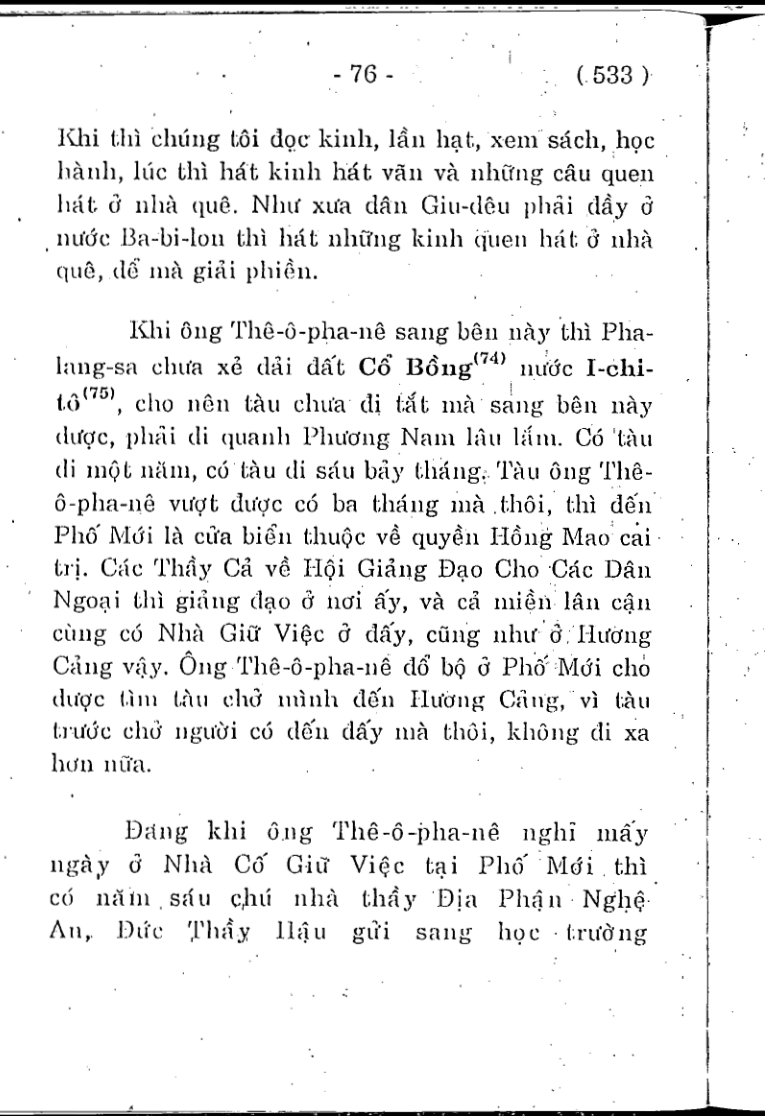 - 76 - (533)
Khi thì chúng tôi đọc kinh, lần hạt, xem sách, học
hành, lúc thì hát kinh hát vãn và những câu quen
hát ở nhà quê. Như xưa dân Giu-dêu phải đầy ở
nước Ba-bi-lon thì hát những kinh quen hát ở nhà
quê, để mà giải phiền.
Khi ông Thê-ô-pha-nê sang bên này thì Pha-
lang-sa chưa xẻ dải đất Cổ Bồng(74) nước I-chi-
tô(75), cho nên tàu chưa đi tắt mà sang bên này
được, phải đi quanh Phương Nam lâu lắm. Có tàu
đi một năm, có tàu đi sáu bảy tháng. Tàu ông Thê-
ô-pha-nê vượt được có ba tháng mà thôi, thì đến
Phố Mới là cửa biển thuộc về quyền Hồng Mao cai
trị. Các Thầy Cả về Hội Giảng Đạo Cho Các Dân
Ngoại thì giảng đạo ở nơi ấy, và cả miền lân cận
cùng có Nhà Giữ Việc ở đấy, cũng như ở Hương
Cảng vậy. Ông Thê-ô-pha-nê đổ bộ ở Phố Mới cho
được tìm tàu chở mình đến Hương Cảng, vì tàu
trước chở người có đến đấy mà thôi, không đi xa
hơn nữa.
Đang khi ông Thê-ô-pha-nê nghỉ mấy
ngày ở Nhà Cố Giữ Việc tại Phố Mới thì
có năm sáu chú nhà thầy Địa Phận Nghệ
An, Đức Thầy Hậu gửi sang học trường